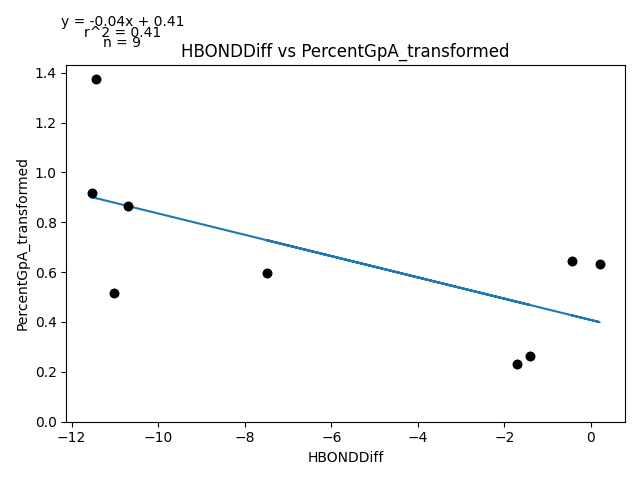 y = -0.04x + 0.41
r^2 = 0.41
n = 9
HBONDDiff vs PercentGpA_transformed
PercentGpA_transformed
1.4
1.2
1.0
0.8
0.6
0.4
0.2
0.0
−12 −10 −8 −6 −4 −2 0
HBONDDiff